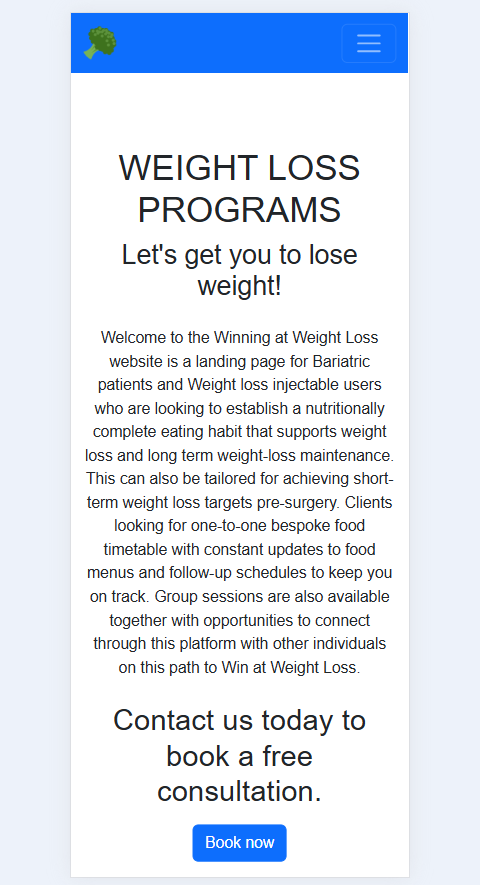 WEIGHT LOSS
PROGRAMS
Let's get you to lose
weight!
Welcome to the Winning at Weight Loss
website is a landing page for Bariatric
patients and Weight loss injectable users
who are looking to establish a nutritionally
complete eating habit that supports weight
loss and long term weight-loss maintenance.
This can also be tailored for achieving short-
term weight loss targets pre-surgery. Clients
looking for one-to-one bespoke food
timetable with constant updates to food
menus and follow-up schedules to keep you
on track. Group sessions are also available
together with opportunities to connect
through this platform with other individuals
on this path to Win at Weight Loss.
Contact us today to
book a free
consultation.
Book now